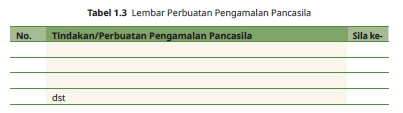 Tabel 1.3 Lembar Perbuatan Pengamalan Pancasila
No. Tindakan/Perbuatan Pengamalan Pancasila Sila ke-
dst